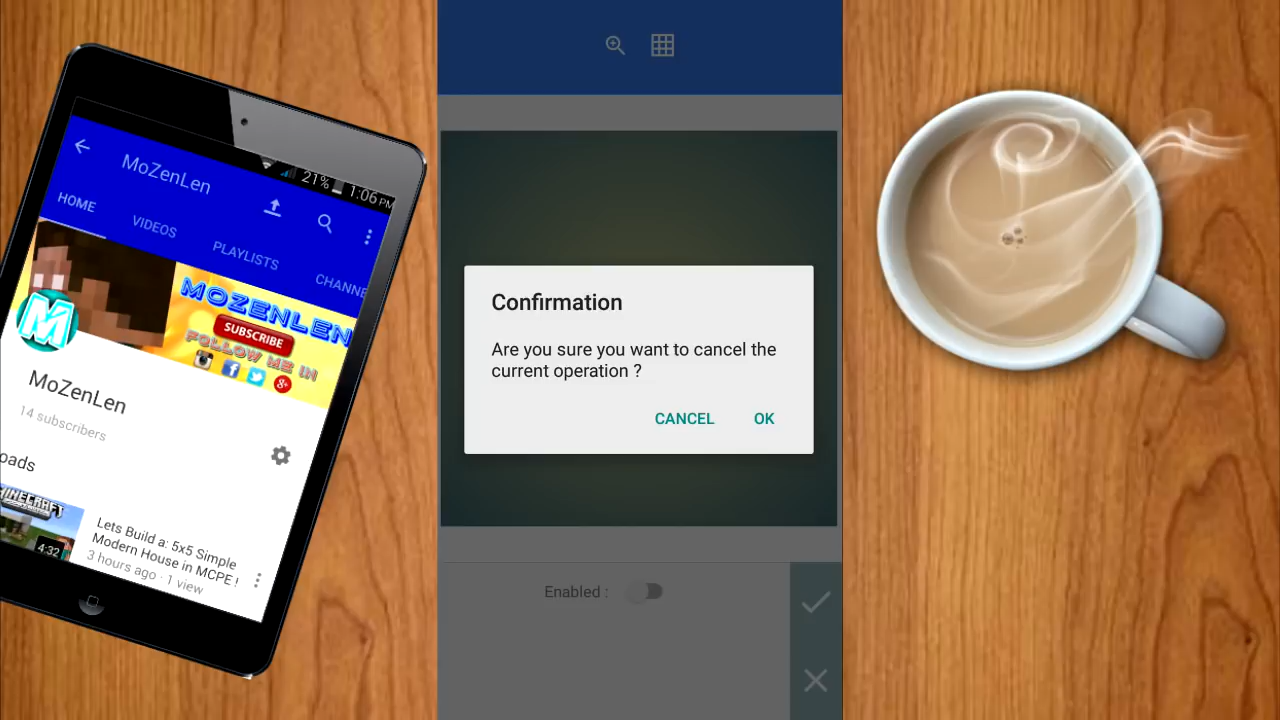 21% 1:06 PM
MoZenLen
HOME VIDEOS PLAYLISTS CHANNE
MOZENLEN
SUBSCRIBE
FOLLOW ME IN
M
MoZenLen
14 subscribers
oads
MINECRAFT
4:32
Lets Build a: 5x5 Simple
Modern House in MCPE !
3 hours ago · 1 view
Confirmation
Are you sure you want to cancel the
current operation ?
CANCEL OK
Enabled :